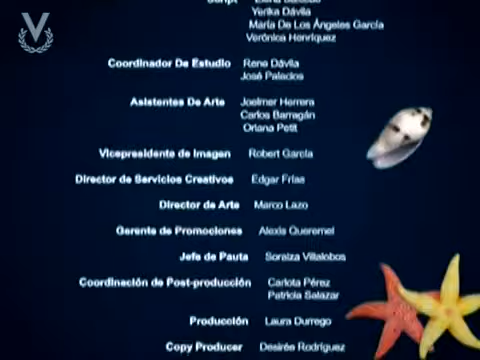 Script
Yerika Dávila
María De Los Ángeles García
Verónica Henríquez
Coordinador De Estudio Rene Dávila
José Palacios
Asistentes De Arte Joelmer Herrera
Carlos Barragán
Oriana Petit
Vicepresidente de Imagen Robert García
Director de Servicios Creativos Edgar Frias
Director de Arte Marco Lazo
Gerente de Promociones Alexis Queremel
Jefe de Pauta Soraiza Villalobos
Coordinación de Post-producción Carlota Pérez
Patricia Salazar
Producción Laura Durrego
Copy Producer Desirée Rodríguez